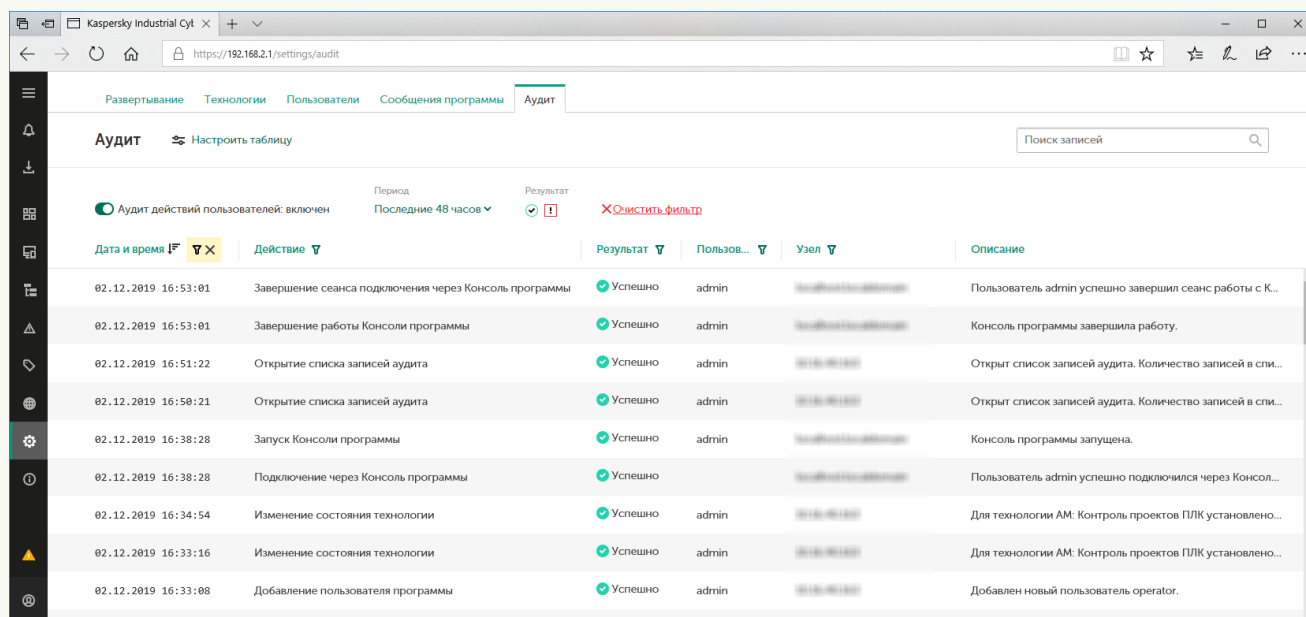 Kaspersky Industrial Cyb
https://192.168.2.1/settings/audit
Развертывание Технологии Пользователи Сообщения программы Аудит
Аудит Настроить таблицу Поиск записей
Период Результат
Аудит действий пользователей: включен Последние 48 часов Очистить фильтр
Дата и время Действие Результат Пользов... Узел Описание
02.12.2019 16:53:01 Завершение сеанса подключения через Консоль программы Успешно admin Пользователь admin успешно завершил сеанс работы с К...
02.12.2019 16:53:01 Завершение работы Консоли программы Успешно admin Консоль программы завершила работу.
02.12.2019 16:51:22 Открытие списка записей аудита Успешно admin Открыт список записей аудита. Количество записей в спи...
02.12.2019 16:50:21 Открытие списка записей аудита Успешно admin Открыт список записей аудита. Количество записей в спи...
02.12.2019 16:38:28 Запуск Консоли программы Успешно admin Консоль программы запущена.
02.12.2019 16:38:28 Подключение через Консоль программы Успешно Пользователь admin успешно подключился через Консол...
02.12.2019 16:34:54 Изменение состояния технологии Успешно admin Для технологии AM: Контроль проектов ПЛК установлено...
02.12.2019 16:33:16 Изменение состояния технологии Успешно admin Для технологии AM: Контроль проектов ПЛК установлено...
02.12.2019 16:33:08 Добавление пользователя программы Успешно admin Добавлен новый пользователь operator.